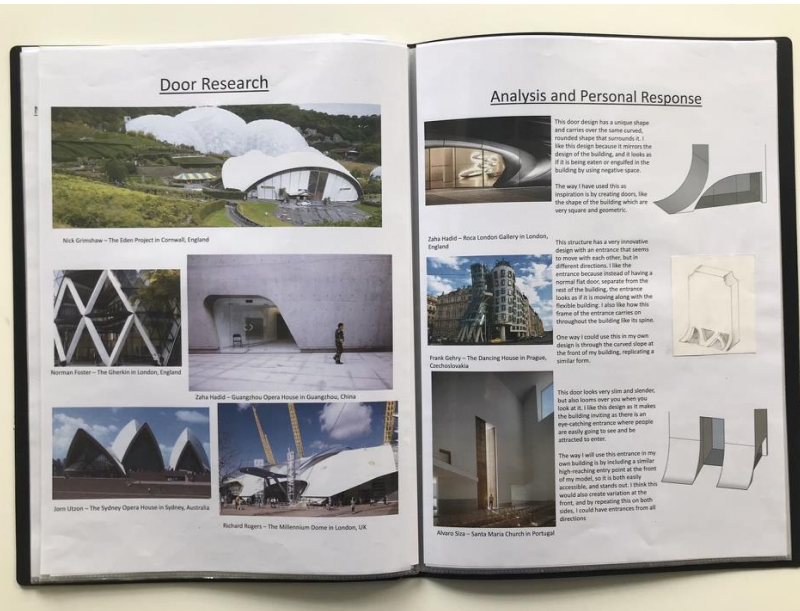 Door Research
Nick Grimshaw – The Eden Project in Cornwall, England
Norman Foster – The Gherkin in London, England
Zaha Hadid – Guangzhou Opera House in Guangzhou, China
Jorn Utzon – The Sydney Opera House in Sydney, Australia
Richard Rogers – The Millennium Dome in London, UK
Analysis and Personal Response
This door design has a unique shape
and carries over the same curved,
rounded shape that surrounds it. I
like this design because it mirrors the
design of the building, and it looks as
if it is being eaten or engulfed in the
building by using negative space.
The way I have used this as
inspiration is by creating doors, like
the shape of the building which are
very square and geometric.
Zaha Hadid – Roca London Gallery in London,
England
This structure has a very innovative
design with an entrance that seems
to move with each other, but in
different directions. I like the
entrance because instead of having a
normal flat door, separate from the
rest of the building, the entrance
looks as if it is moving along with the
flexible building. I also like how this
frame of the entrance carries on
throughout the building like its spine.
One way I could use this in my own
design is through the curved slope at
the front of my building, replicating a
similar form.
Frank Gehry – The Dancing House in Prague,
Czechoslovakia
This door looks very slim and slender,
but also looms over you when you
look at it. I like this design as it makes
the building inviting as there is an
eye-catching entrance where people
are easily going to see and be
attracted to enter.
The way I will use this entrance in my
own building is by including a similar
high-reaching entry point at the front
of my model, so it is both easily
accessible, and stands out. I think this
would also create variation at the
front, and by repeating this on both
sides, I could have entrances from all
directions
Alvaro Siza – Santa Maria Church in Portugal